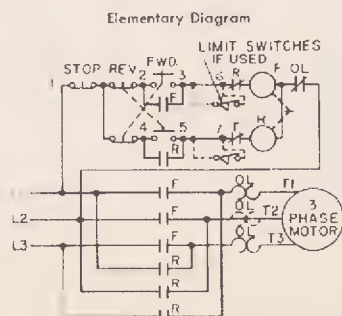 Elementary Diagram
LIMIT SWITCHES
IF USED
FWD.
STOP REV. 2 3 6 R F OL
1
F
4 5 7 F R
R
F OL T1
L2 F OL T2
L3 F OL T3
3
PHASE
MOTOR
R
R
R